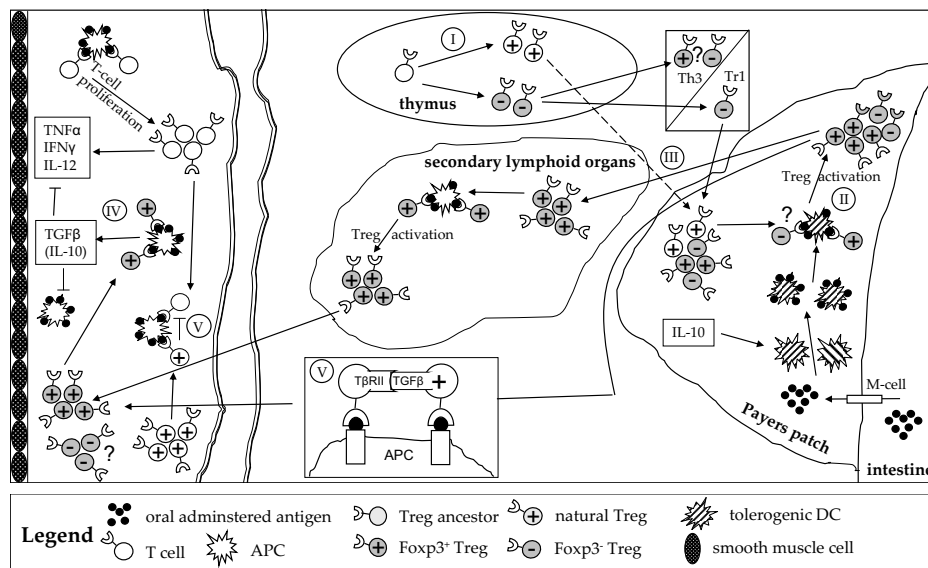 I
thymus
Th3
?
Tr1
T-cell
proliferation
TNFα
IFNγ
IL-12
IV
TGFβ
(IL-10)
V
?
secondary lymphoid organs
Treg activation
III
Treg activation
II
?
IL-10
M-cell
Payers patch
intestine
V
TβRII
TGFβ
+
APC
Legend
oral adminstered antigen
T cell
APC
Treg ancestor
Foxp3+ Treg
natural Treg
Foxp3- Treg
tolerogenic DC
smooth muscle cell